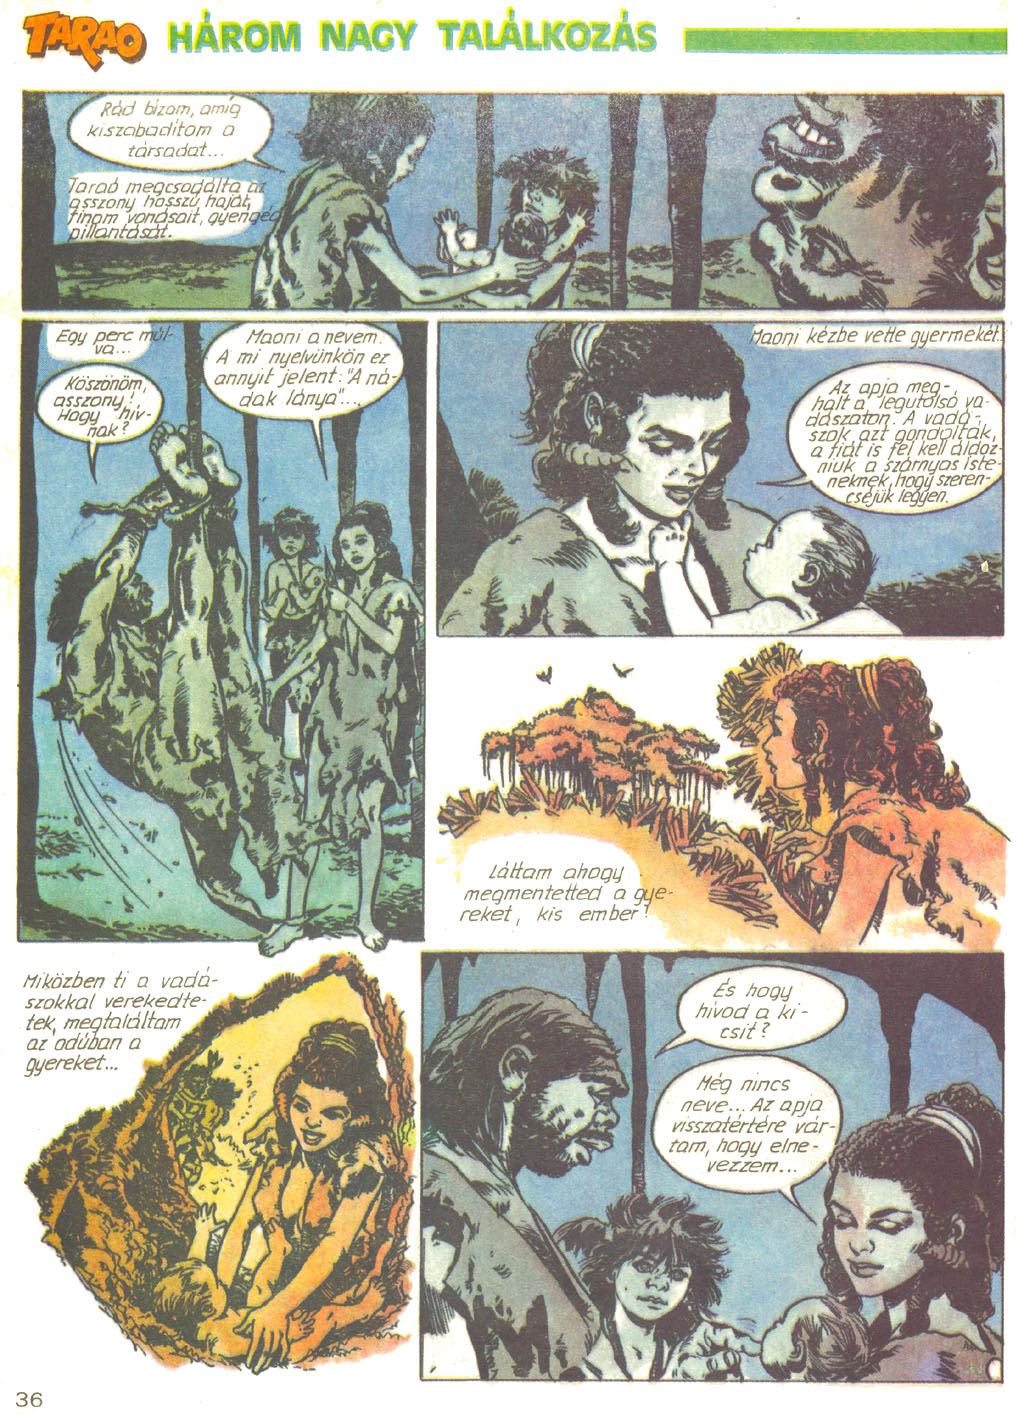 TARAO
HÁROM NAGY TALÁLKOZÁS
Rád bízom, amíg
kiszabadítom a
társadat...
Taraó megcsodálta az
asszony hosszú haját,
finom vonásait, gyengéd
pillantását.
Egy perc múl-
va...
Köszönöm,
asszony!
Hogy hív-
nak?
Maoni a nevem.
A mi nyelvünkön ez
annyit jelent: "A ná-
dak lánya"...
Maoni kézbe vette gyermekét.
Az apja meg-
halt a legutolsó va-
dászaton. A vadá-
szok azt gondolták,
a fiát is fel kell áldoz-
niuk a szárnyas iste-
neknek, hogy szeren-
cséjük legyen.
Láttam ahogy
megmentetted a gye-
reket, kis ember!
Miközben ti a vadá-
szokkal verekedte-
tek, megtaláltam
az odúban a
gyereket...
És hogy
hívod a ki-
csit?
Még nincs
neve... Az apja
visszatértére vár-
tam, hogy elne-
vezzem...
36